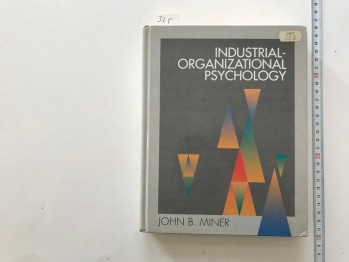 INDUSTRIAL-
ORGANIZATIONAL
PSYCHOLOGY
JOHN B. MINER